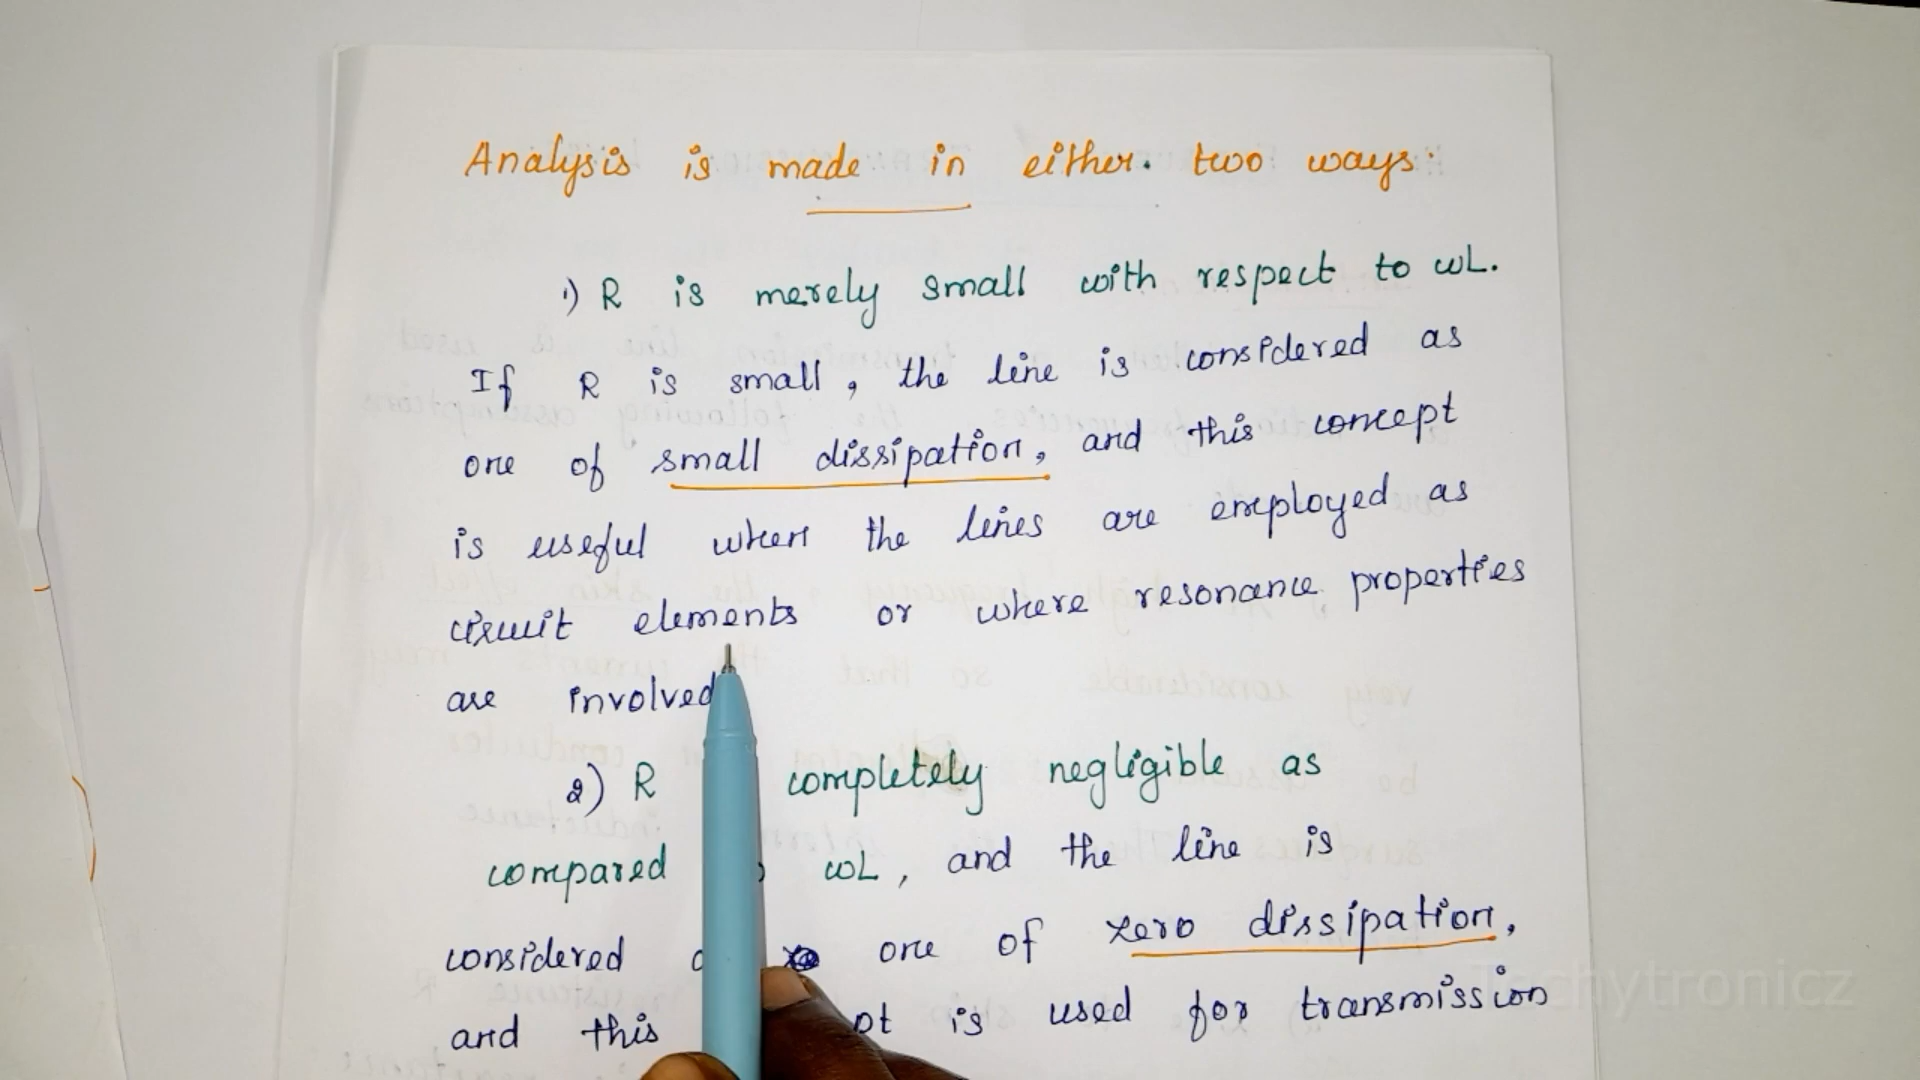 Analysis is made in either. two ways:
1) R is merely small with respect to ωL.
If R is small, the line is considered as
one of small dissipation, and this concept
is useful when the lines are employed as
circuit elements or where resonance properties
are involved
2) R completely negligible as
compared ωL, and the line is
considered one of zero dissipation,
and this pt is used for transmission
Techytronicz